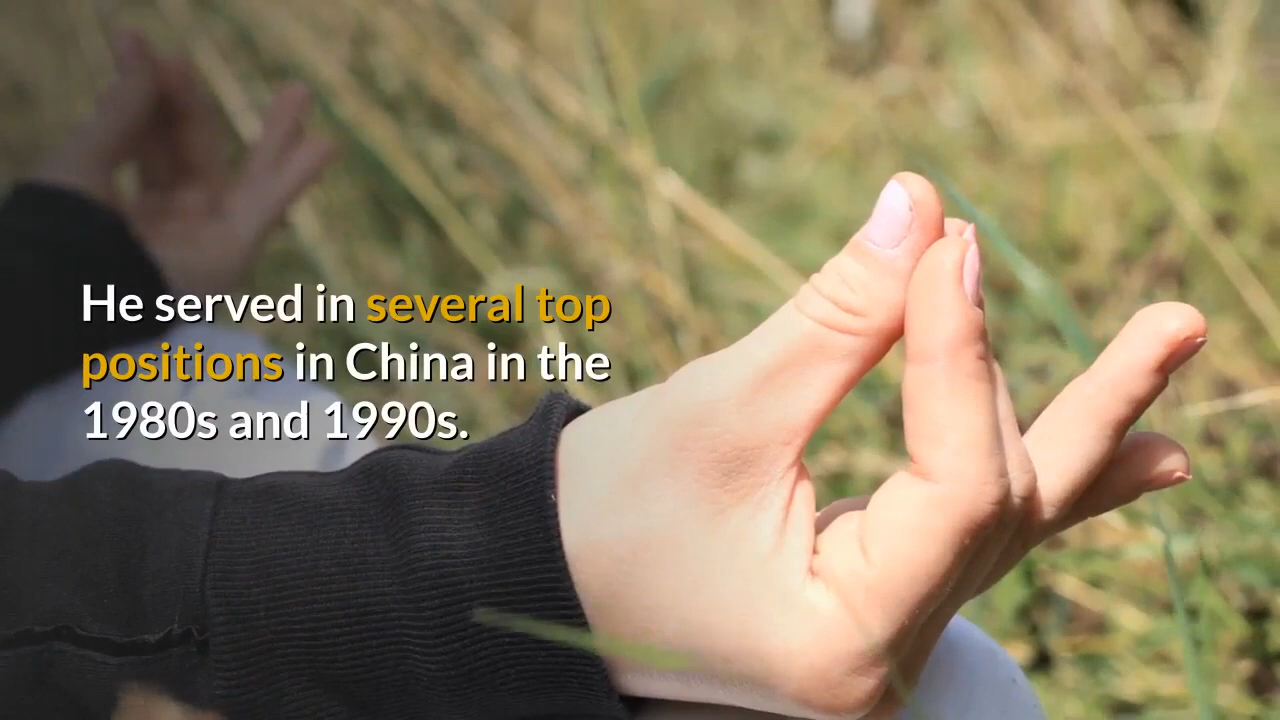 He served in several top
positions in China in the
1980s and 1990s.